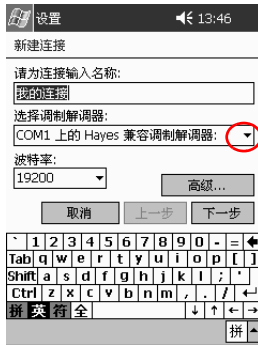 设置 13:46
新建连接
请为连接输入名称:
我的连接
选择调制解调器:
COM1 上的 Hayes 兼容调制解调器:
波特率:
19200
高级...
取消 上一步 下一步
` 1 2 3 4 5 6 7 8 9 0 - =
Tab q w e r t y u i o p [ ]
Shift a s d f g h j k l ; '
Ctrl z x c v b n m , . /
拼 英 符 全
拼